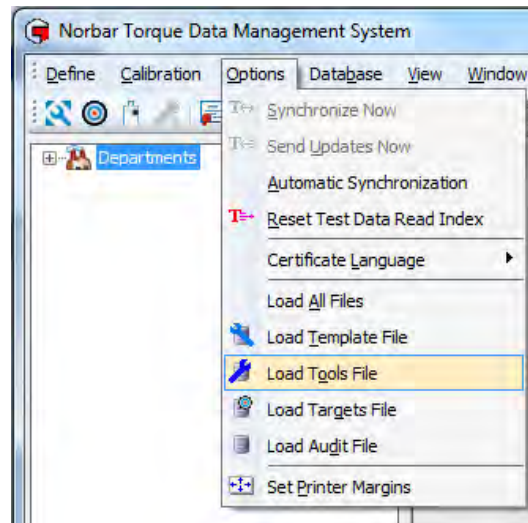 Norbar Torque Data Management System
Define Calibration Options Database View Window
Synchronize Now
Send Updates Now
Departments
Automatic Synchronization
Reset Test Data Read Index
Certificate Language
Load All Files
Load Template File
Load Tools File
Load Targets File
Load Audit File
Set Printer Margins